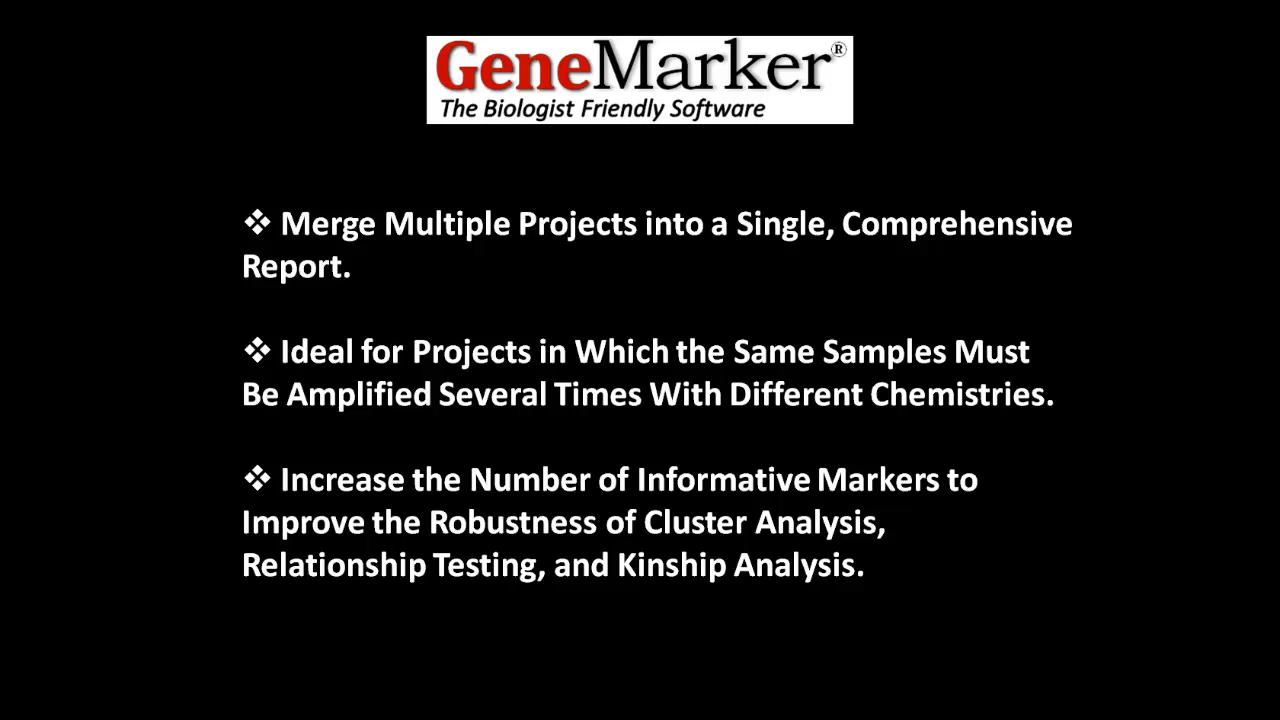 GeneMarker®
The Biologist Friendly Software
❖ Merge Multiple Projects into a Single, Comprehensive
Report.
❖ Ideal for Projects in Which the Same Samples Must
Be Amplified Several Times With Different Chemistries.
❖ Increase the Number of Informative Markers to
Improve the Robustness of Cluster Analysis,
Relationship Testing, and Kinship Analysis.